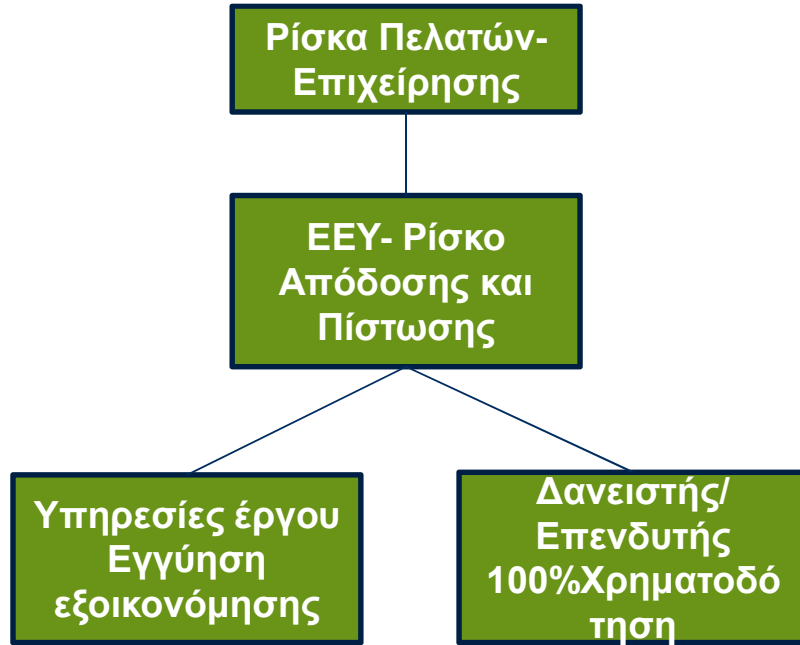 Ρίσκα Πελατών-
Επιχείρησης
ΕΕΥ- Ρίσκο
Απόδοσης και
Πίστωσης
Υπηρεσίες έργου
Εγγύηση
εξοικονόμησης
Δανειστής/
Επενδυτής
100%Χρηματοδό
τηση